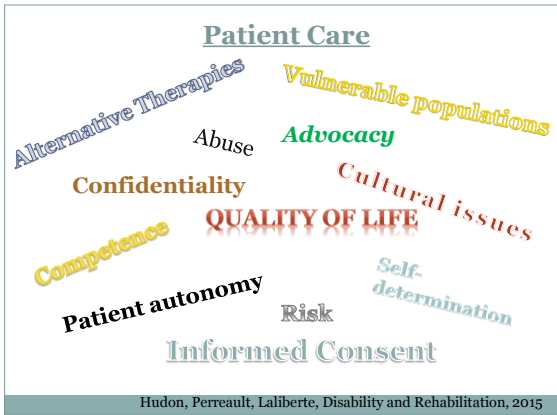 Patient Care
Alternative Therapies
Vulnerable populations
Abuse
Advocacy
Confidentiality
Cultural issues
QUALITY OF LIFE
Competence
Self-
determination
Patient autonomy
Risk
Informed Consent
Hudon, Perreault, Laliberte, Disability and Rehabilitation, 2015